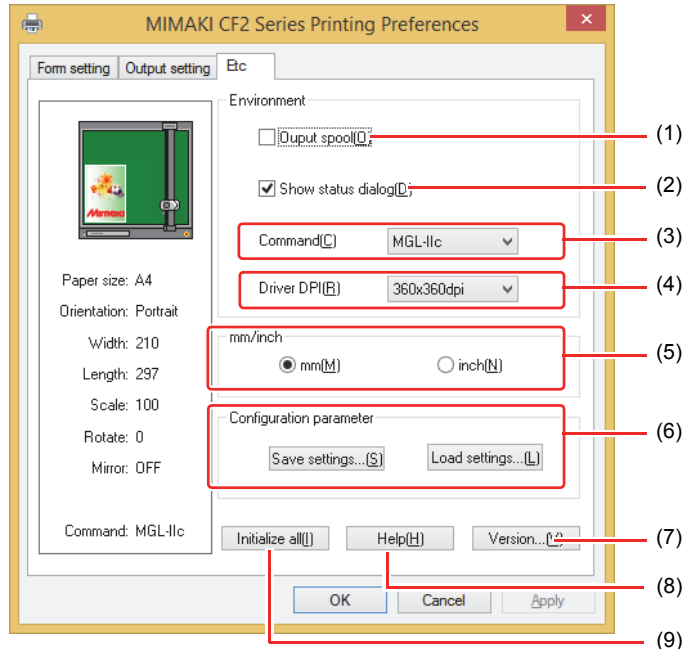 MIMAKI CF2 Series Printing Preferences
Form setting
Output setting
Etc
Mimaki
Paper size: A4
Orientation: Portrait
Width: 210
Length: 297
Scale: 100
Rotate: 0
Mirror: OFF
Command: MGL-IIc
Environment
Ouput spool(O)
(1)
Show status dialog(D)
(2)
Command(C)
MGL-IIc
(3)
Driver DPI(R)
360x360dpi
(4)
mm/inch
mm(M)
inch(N)
(5)
Configuration parameter
Save settings...(S)
Load settings...(L)
(6)
Initialize all(I)
Help(H)
Version...(V)
(7)
(8)
OK
Cancel
Apply
(9)